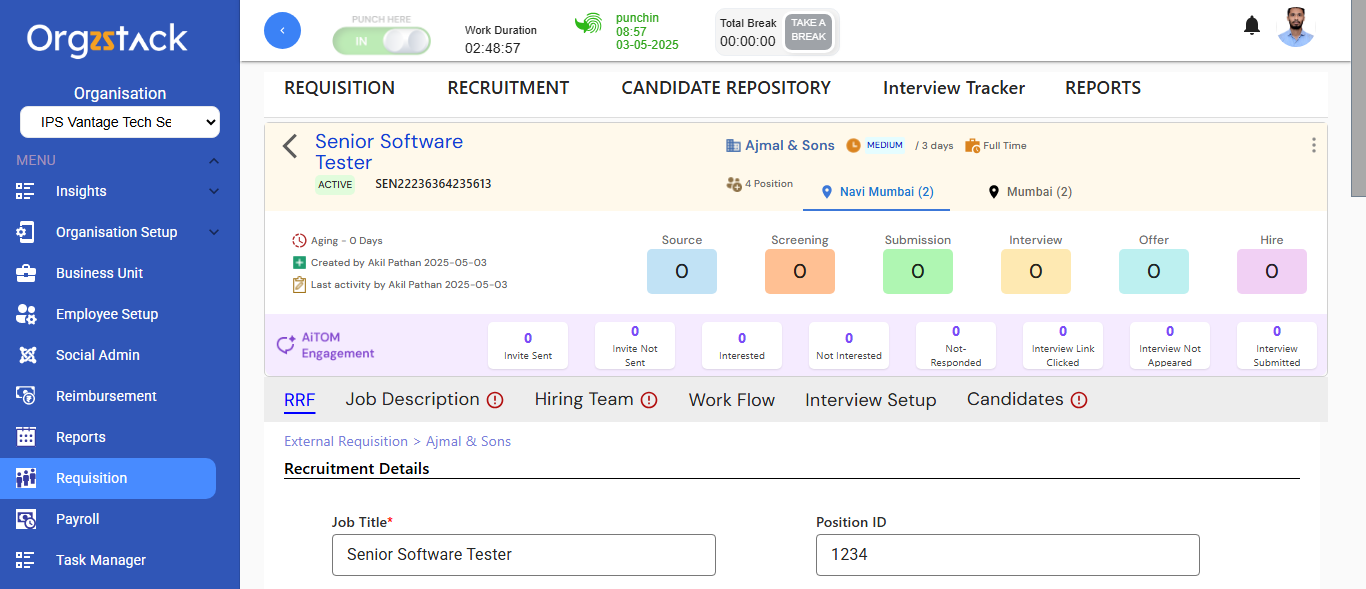 Orgzstack
Organisation
IPS Vantage Tech Se
MENU
Insights
Organisation Setup
Business Unit
Employee Setup
Social Admin
Reimbursement
Reports
Requisition
Payroll
Task Manager
PUNCH HERE
IN
Work Duration
02:48:57
punchin
08:57
03-05-2025
Total Break
00:00:00
TAKE A
BREAK
REQUISITION RECRUITMENT CANDIDATE REPOSITORY Interview Tracker REPORTS
Senior Software
Tester
ACTIVE SEN22236364235613
Ajmal & Sons MEDIUM / 3 days Full Time
4 Position Navi Mumbai (2) Mumbai (2)
Aging - 0 Days
Created by Akil Pathan 2025-05-03
Last activity by Akil Pathan 2025-05-03
Source Screening Submission Interview Offer Hire
0 0 0 0 0 0
AiTOM
Engagement
0
Invite Sent
0
Invite Not
Sent
0
Interested
0
Not Interested
0
Not-
Responded
0
Interview Link
Clicked
0
Interview Not
Appeared
0
Interview
Submitted
RRF Job Description Hiring Team Work Flow Interview Setup Candidates
External Requisition > Ajmal & Sons
Recruitment Details
Job Title* Position ID
Senior Software Tester 1234